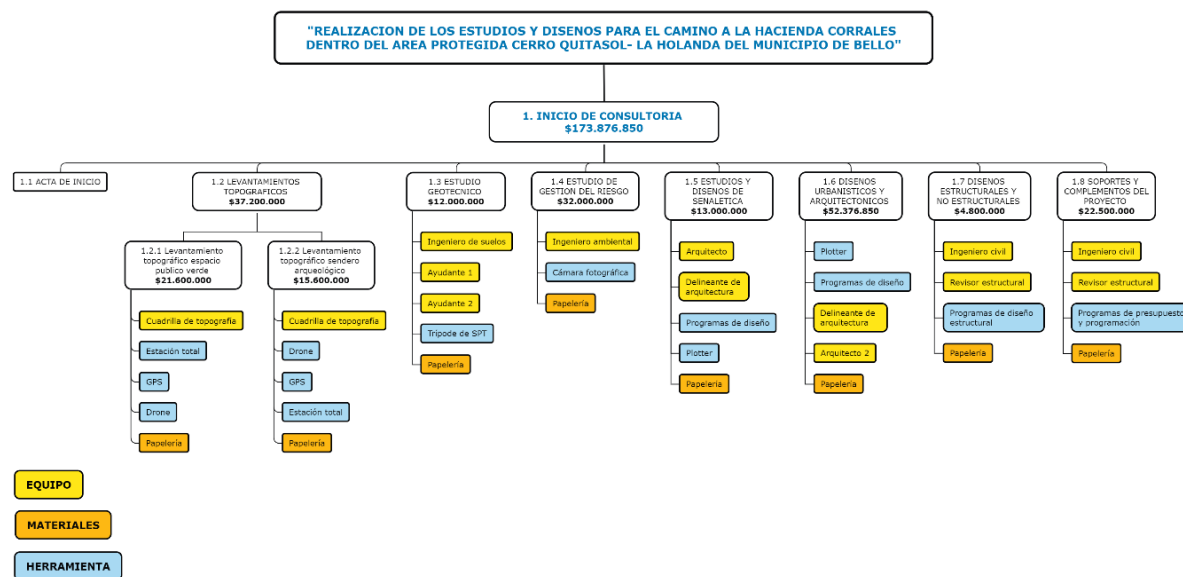 "REALIZACION DE LOS ESTUDIOS Y DISENOS PARA EL CAMINO A LA HACIENDA CORRALES
DENTRO DEL AREA PROTEGIDA CERRO QUITASOL- LA HOLANDA DEL MUNICIPIO DE BELLO"
1. INICIO DE CONSULTORIA
$173.876.850
1.1 ACTA DE INICIO
1.2 LEVANTAMIENTOS
TOPOGRAFICOS
$37.200.000
1.2.1 Levantamiento
topográfico espacio
publico verde
$21.600.000
Cuadrilla de topografía
Estación total
GPS
Drone
Papelería
1.2.2 Levantamiento
topográfico sendero
arqueológico
$15.600.000
Cuadrilla de topografía
Drone
GPS
Estación total
Papelería
1.3 ESTUDIO
GEOTECNICO
$12.000.000
Ingeniero de suelos
Ayudante 1
Ayudante 2
Trípode de SPT
Papelería
1.4 ESTUDIO DE
GESTION DEL RIESGO
$32.000.000
Ingeniero ambiental
Cámara fotográfica
Papelería
1.5 ESTUDIOS Y
DISENOS DE
SENALETICA
$13.000.000
Arquitecto
Delineante de
arquitectura
Programas de diseño
Plotter
Papelería
1.6 DISENOS
URBANISTICOS Y
ARQUITECTONICOS
$52.376.850
Plotter
Programas de diseño
Delineante de
arquitectura
Arquitecto 2
Papelería
1.7 DISENOS
ESTRUCTURALES Y
NO ESTRUCTURALES
$4.800.000
Ingeniero civil
Revisor estructural
Programas de diseño
estructural
Papelería
1.8 SOPORTES Y
COMPLEMENTOS DEL
PROYECTO
$22.500.000
Ingeniero civil
Revisor estructural
Programas de presupuesto
y programación
Papelería
EQUIPO
MATERIALES
HERRAMIENTA